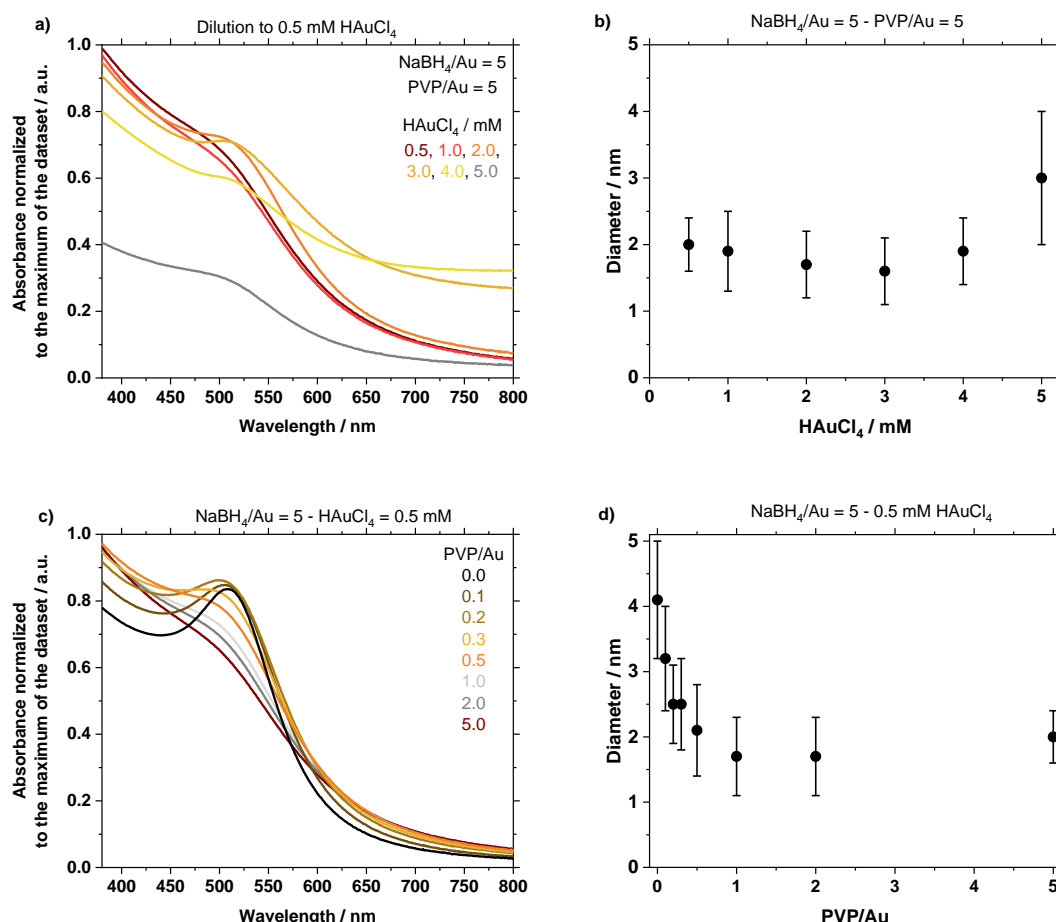 a)
Dilution to 0.5 mM HAuCl₄
NaBH₄/Au = 5
PVP/Au = 5
HAuCl₄ / mM
0.5, 1.0, 2.0,
3.0, 4.0, 5.0
Absorbance normalized
to the maximum of the dataset / a.u.
1.0
0.8
0.6
0.4
0.2
0.0
400 450 500 550 600 650 700 750 800
Wavelength / nm
b)
NaBH₄/Au = 5 - PVP/Au = 5
Diameter / nm
5
4
3
2
1
0
0 1 2 3 4 5
HAuCl₄ / mM
c)
NaBH₄/Au = 5 - HAuCl₄ = 0.5 mM
PVP/Au
0.0
0.1
0.2
0.3
0.5
1.0
2.0
5.0
Absorbance normalized
to the maximum of the dataset / a.u.
1.0
0.8
0.6
0.4
0.2
0.0
400 450 500 550 600 650 700 750 800
Wavelength / nm
d)
NaBH₄/Au = 5 - 0.5 mM HAuCl₄
Diameter / nm
5
4
3
2
1
0
0 1 2 3 4 5
PVP/Au